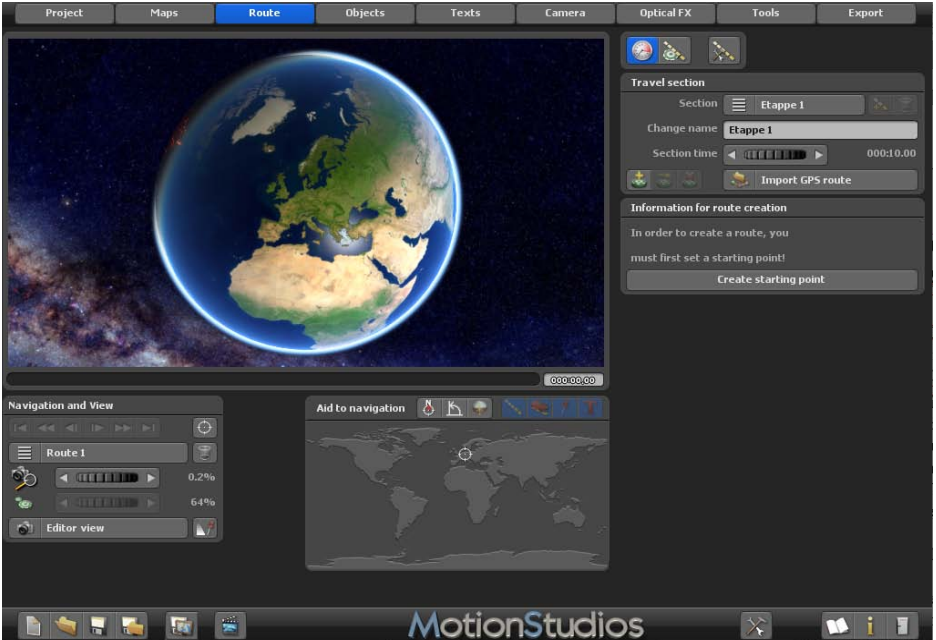 Project Maps Route Objects Texts Camera Optical FX Tools Export
Travel section
Section Etappe 1
Change name Etappe 1
Section time 000:10.00
Import GPS route
Information for route creation
In order to create a route, you
must first set a starting point!
Create starting point
000:00,00
Navigation and View
Route 1
0.2%
64%
Editor view
Aid to navigation
N
MotionStudios
i